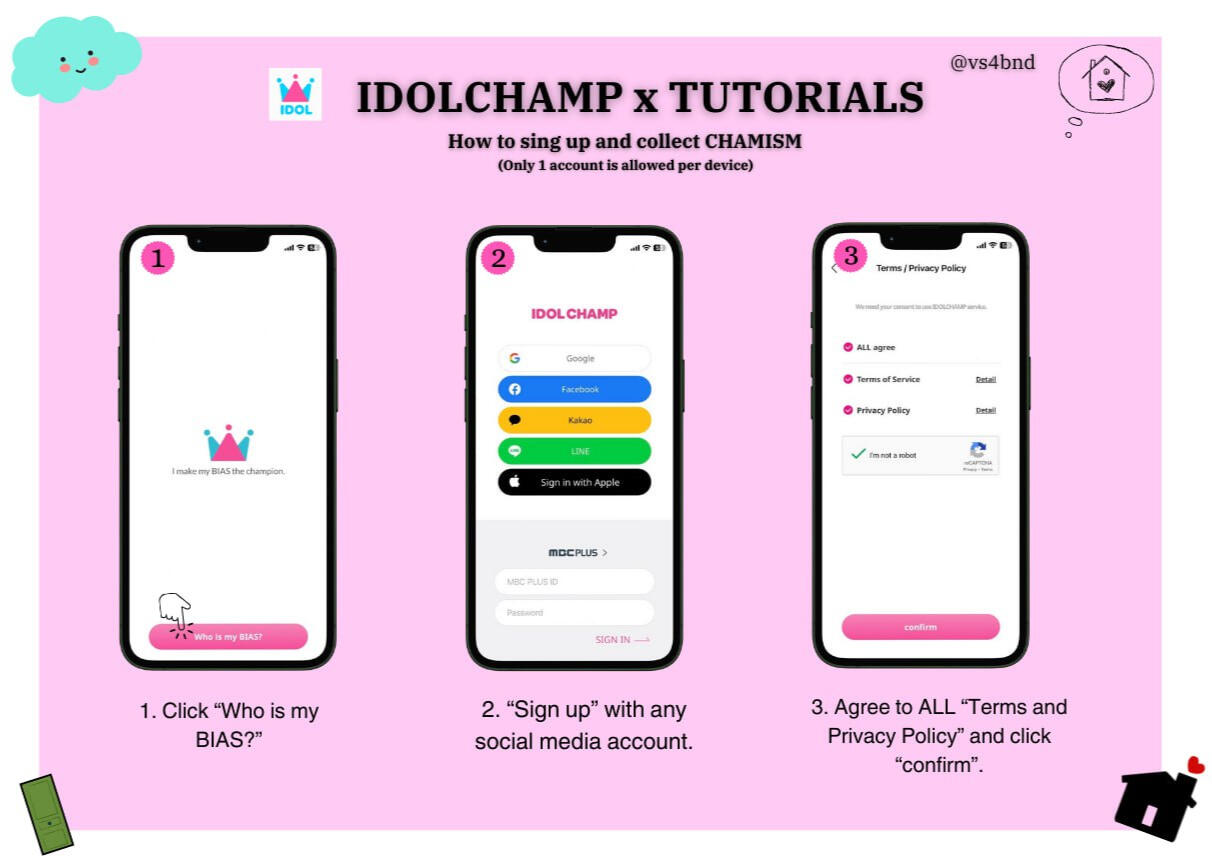 @vs4bnd
IDOL
IDOLCHAMP x TUTORIALS
How to sing up and collect CHAMISM
(Only 1 account is allowed per device)
1
I make my BIAS the champion.
Who is my BIAS?
2
IDOL CHAMP
Google
Facebook
Kakao
LINE
LINE
Sign in with Apple
MBC PLUS >
MBC PLUS ID
Password
SIGN IN
3
Terms / Privacy Policy
We need your consent to use IDOLCHAMP service.
ALL agree
Terms of Service Detail
Privacy Policy Detail
I'm not a robot
reCAPTCHA
Privacy - Terms
confirm
1. Click “Who is my
BIAS?”
2. “Sign up” with any
social media account.
3. Agree to ALL “Terms and
Privacy Policy” and click
“confirm”.